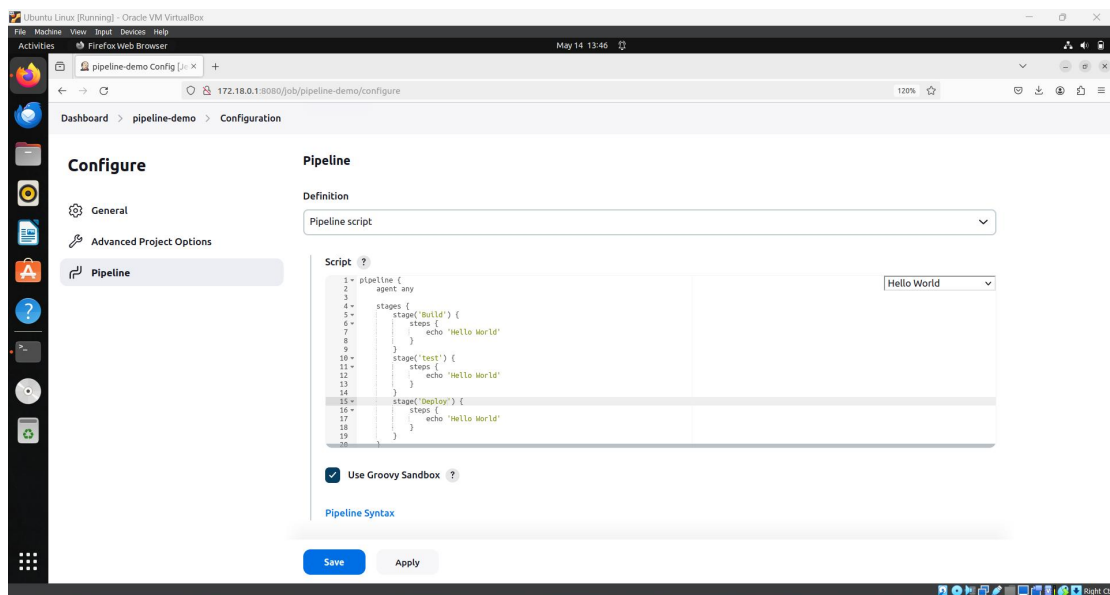 Ubuntu Linux [Running] - Oracle VM VirtualBox
File Machine View Input Devices Help
Activities Firefox Web Browser May 14 13:46
pipeline-demo Config [Je
172.18.0.1:8080/job/pipeline-demo/configure 120%
Dashboard > pipeline-demo > Configuration
Configure
General
Advanced Project Options
Pipeline
Pipeline
Definition
Pipeline script
Script ?
Hello World
1 pipeline {
2 agent any
3
4 stages {
5 stage('Build') {
6 steps {
7 echo 'Hello World'
8 }
9 }
10 stage('test') {
11 steps {
12 echo 'Hello World'
13 }
14 }
15 stage('Deploy') {
16 steps {
17 echo 'Hello World'
18 }
19 }
20 }
Use Groovy Sandbox ?
Pipeline Syntax
Save Apply
Right Ct